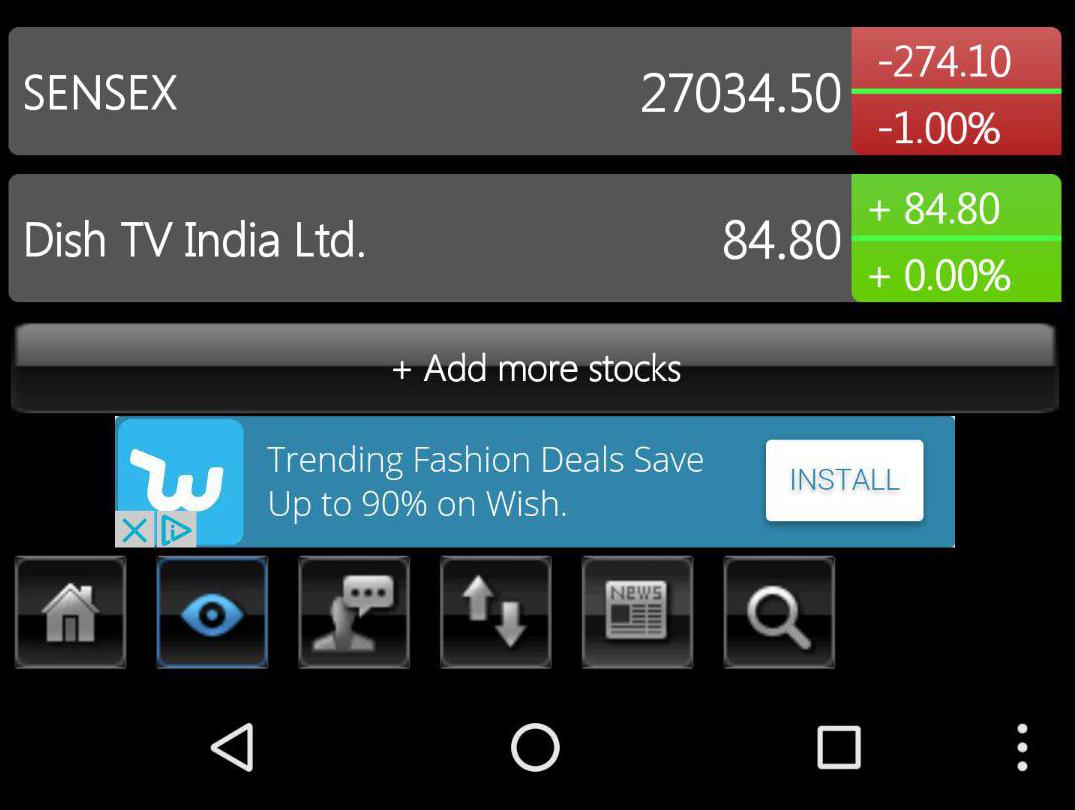 SENSEX 27034.50 -274.10
-1.00%
Dish TV India Ltd. 84.80 + 84.80
+ 0.00%
+ Add more stocks
Trending Fashion Deals Save
Up to 90% on Wish.
INSTALL
NEWS